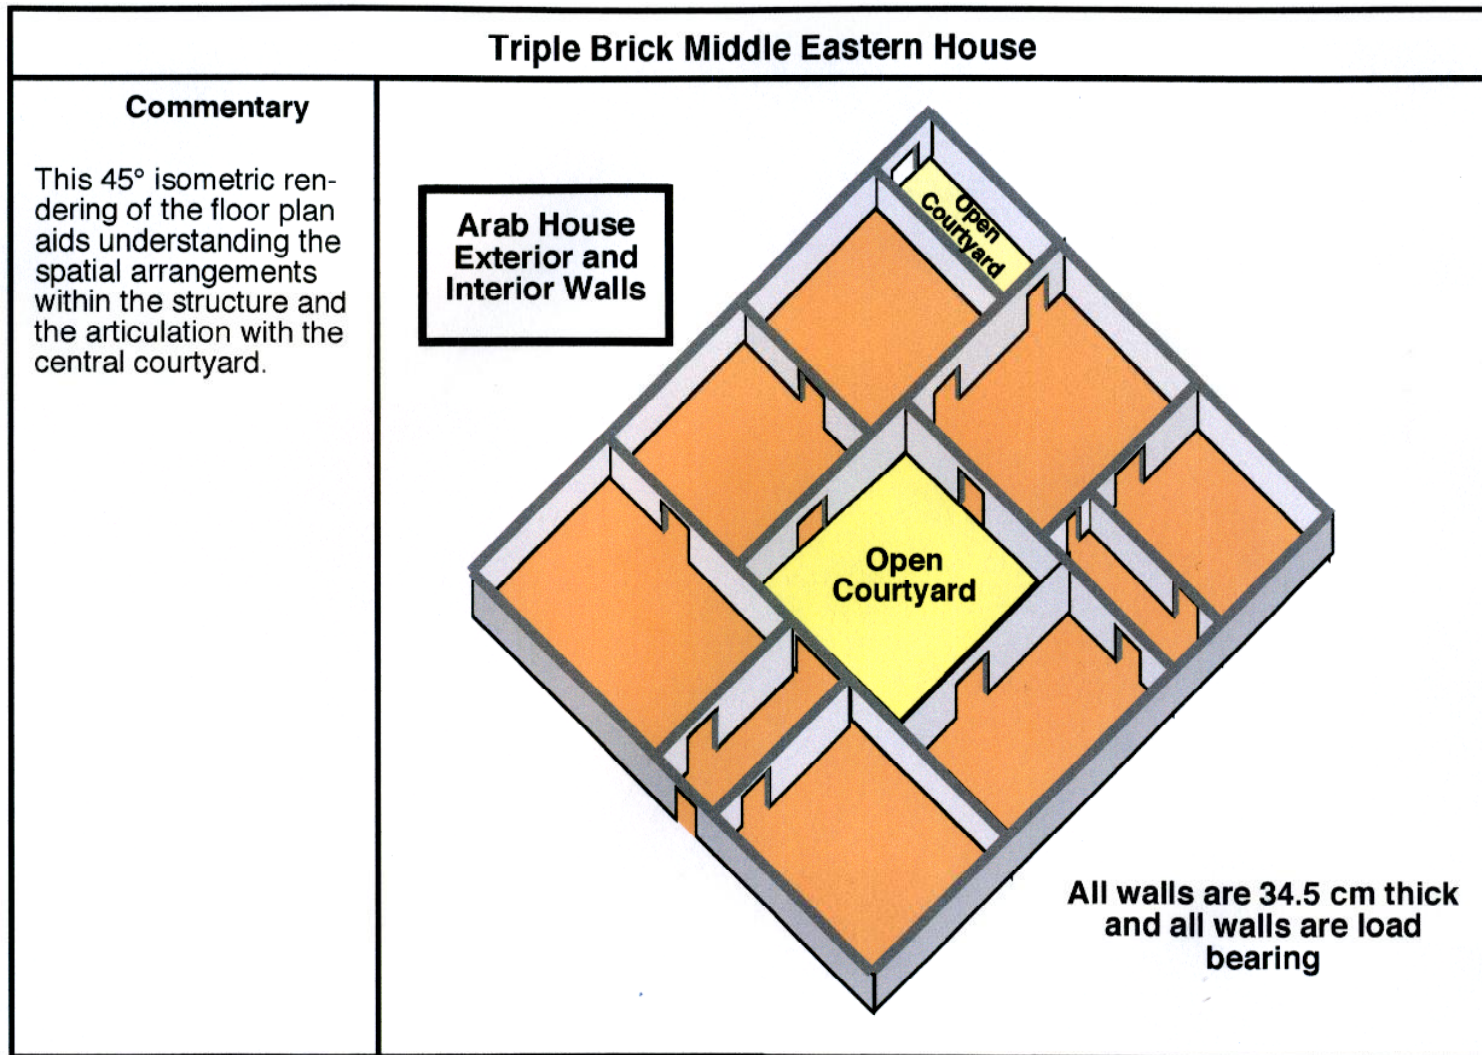 Triple Brick Middle Eastern House
Commentary
This 45° isometric ren-
dering of the floor plan
aids understanding the
spatial arrangements
within the structure and
the articulation with the
central courtyard.
Arab House
Exterior and
Interior Walls
Open
Courtyard
Open
Courtyard
All walls are 34.5 cm thick
and all walls are load
bearing